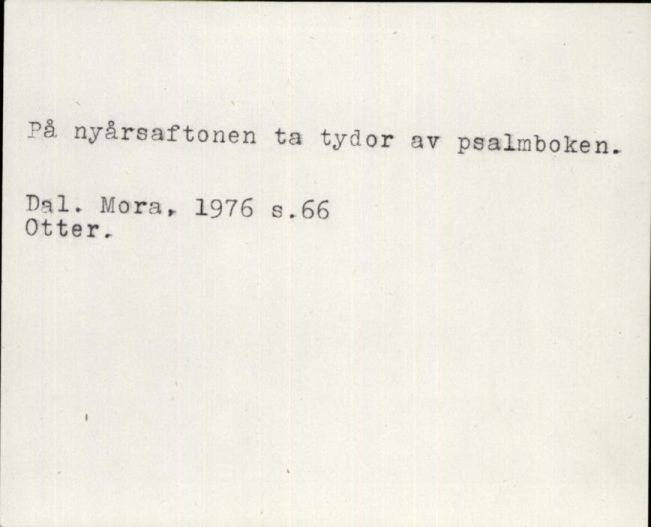 På nyårsaftonen ta tydor av psalmboken.
Dal. Mora, 1976 s.66
Otter.